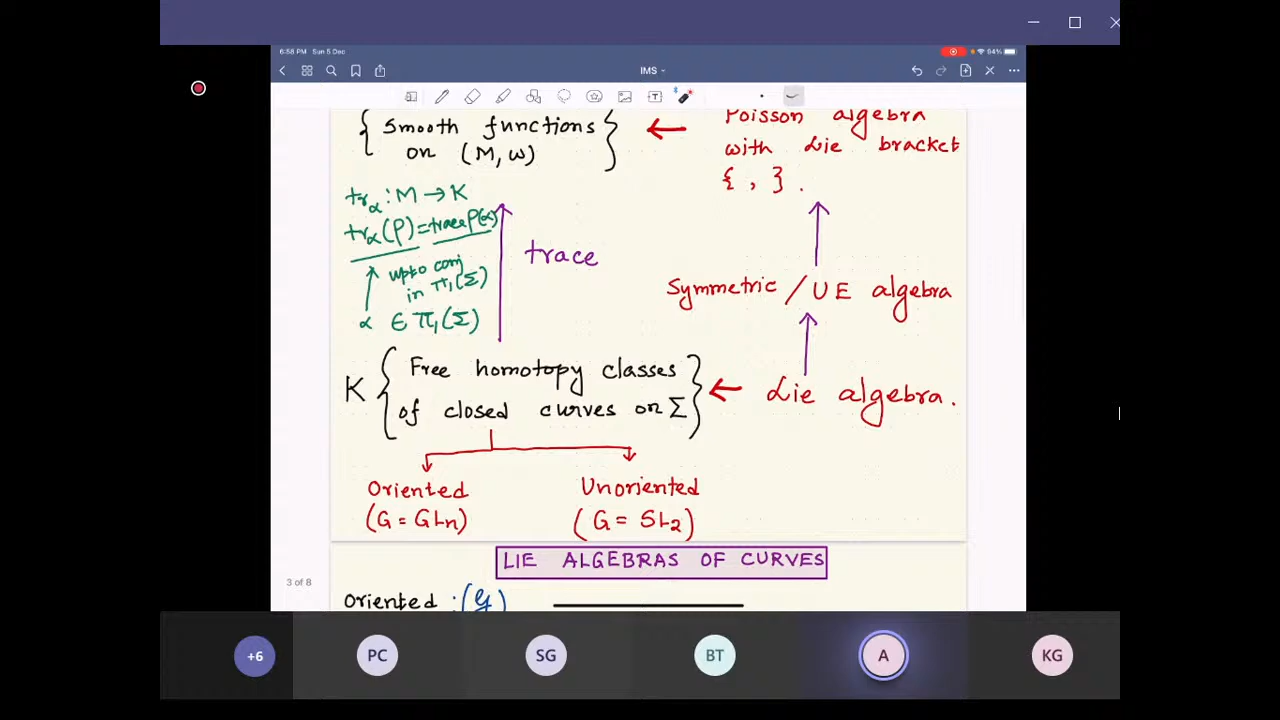 6:58 PM Sun 5 Dec
54%
IMS
Smooth functions
on (M, ω)
Poisson algebra
with Lie bracket
{ , } .
tr_α : M → K
tr_α(ρ) = trace ρ(α)
upto conj
in π₁(Σ)
α ∈ π₁(Σ)
trace
Symmetric / UE algebra
K { Free homotopy classes
of closed curves on Σ }
Lie algebra.
Oriented
(G = GLn)
Unoriented
(G = SL₂)
LIE ALGEBRAS OF CURVES
3 of 8
Oriented : (
+6
PC
SG
BT
A
KG